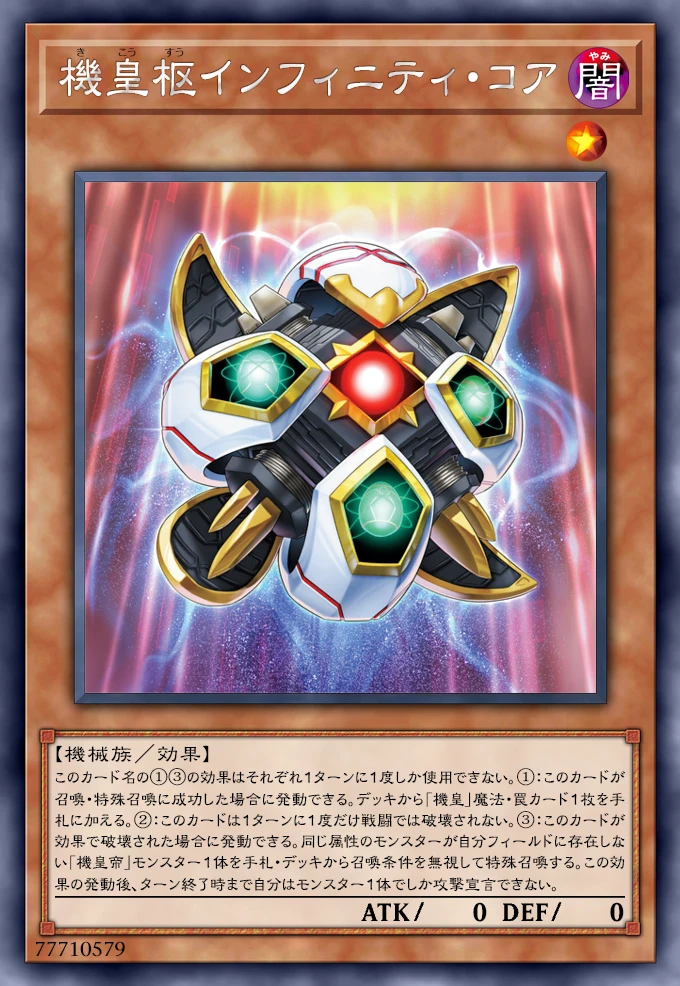 き こう すう
機皇枢インフィニティ・コア
やみ
闇
【機械族／効果】
このカード名の①③の効果はそれぞれ1ターンに1度しか使用できない。①：このカードが
召喚・特殊召喚に成功した場合に発動できる。デッキから「機皇」魔法・罠カード1枚を手
札に加える。②：このカードは1ターンに1度だけ戦闘では破壊されない。③：このカードが
効果で破壊された場合に発動できる。同じ属性のモンスターが自分フィールドに存在しな
い「機皇帝」モンスター1体を手札・デッキから召喚条件を無視して特殊召喚する。この効
果の発動後、ターン終了時まで自分はモンスター1体でしか攻撃宣言できない。
ATK/ 0 DEF/ 0
77710579